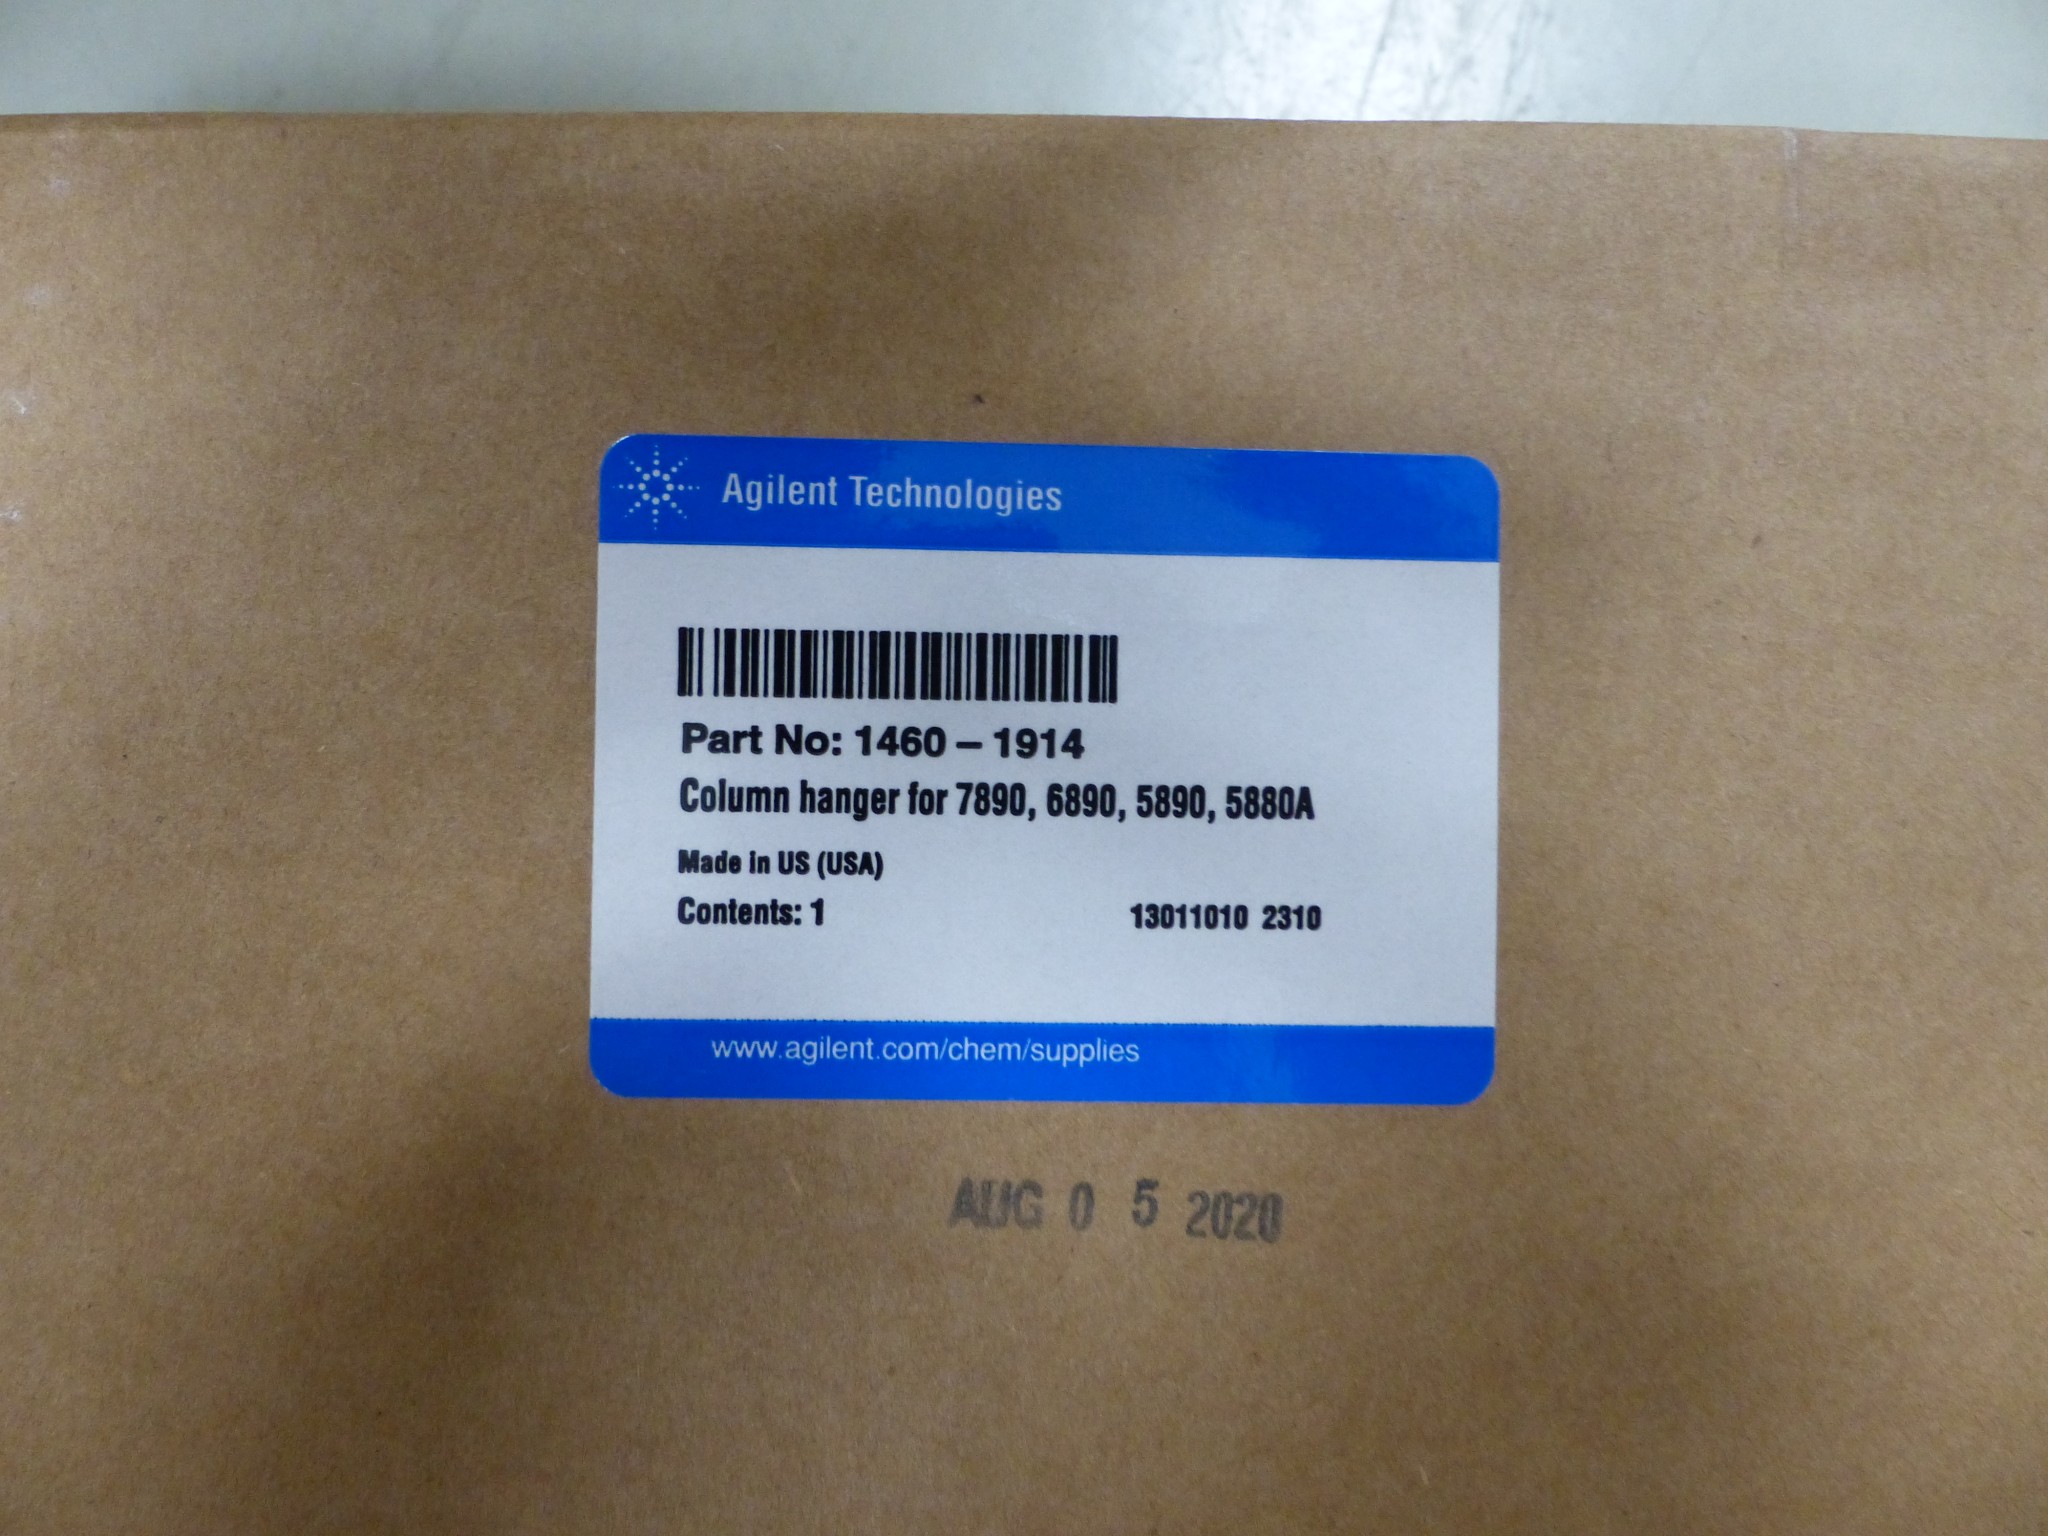 Agilent Technologies
Part No: 1460 – 1914
Column hanger for 7890, 6890, 5890, 5880A
Made in US (USA)
Contents: 1 13011010 2310
www.agilent.com/chem/supplies
AUG 0 5 2020